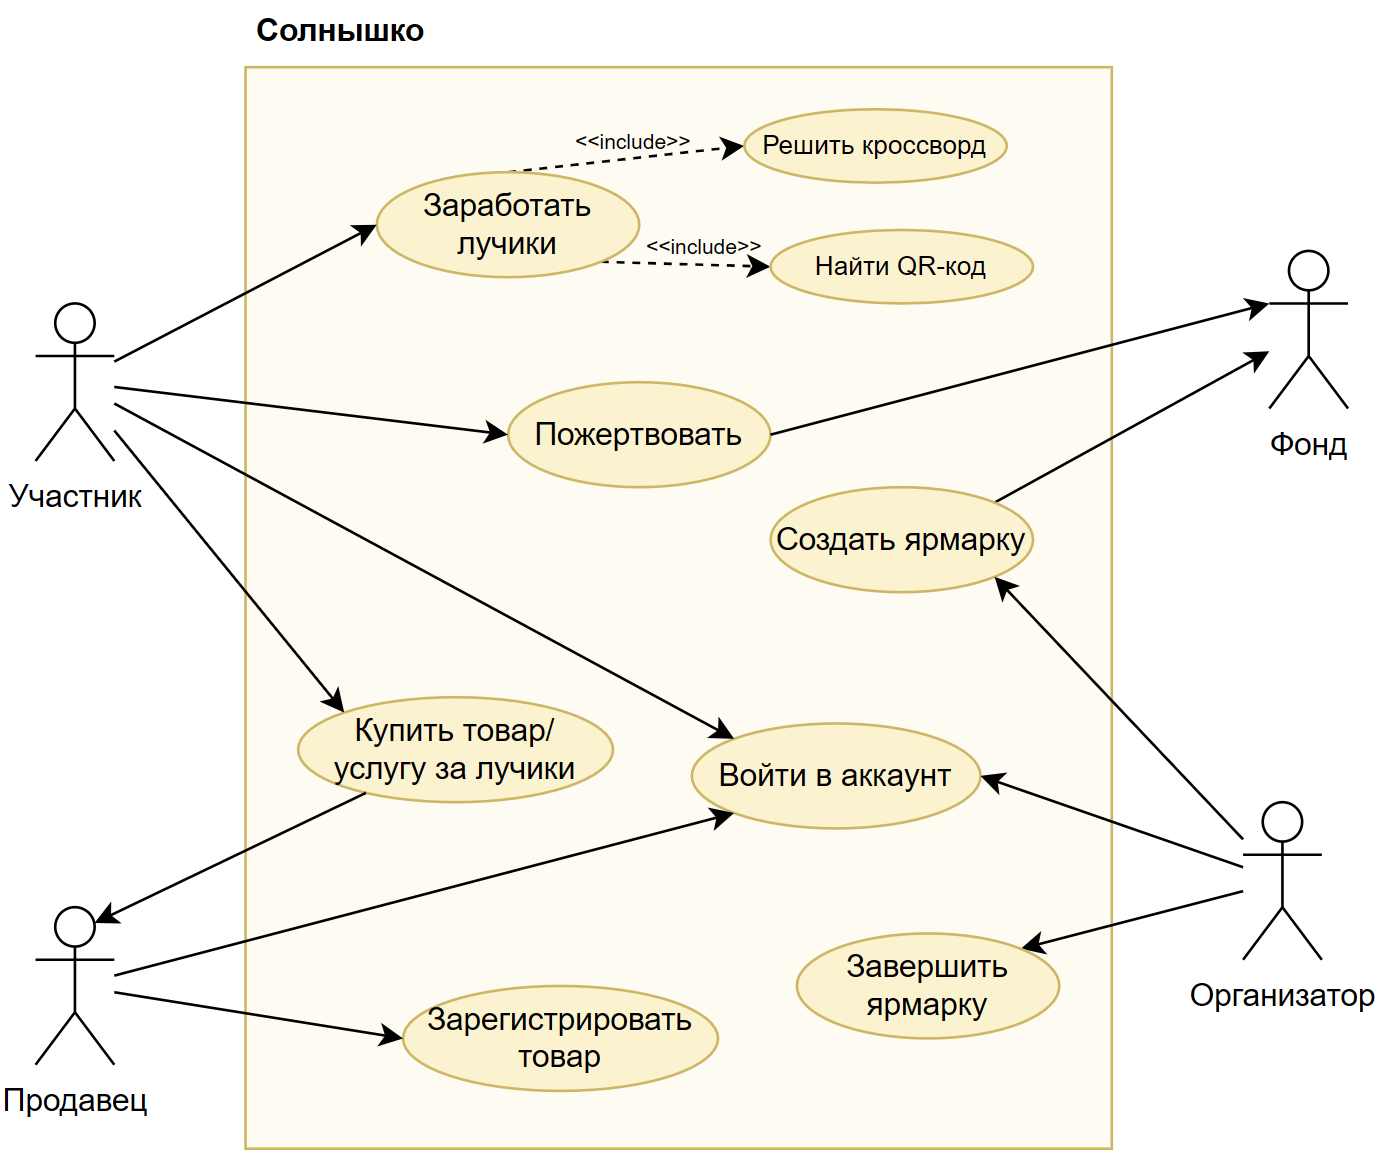 Солнышко
<<include>>
Решить кроссворд
Заработать
лучики
<<include>>
Найти QR-код
Фонд
Участник
Пожертвовать
Создать ярмарку
Купить товар/
услугу за лучики
Войти в аккаунт
Завершить
ярмарку
Организатор
Зарегистрировать
товар
Продавец